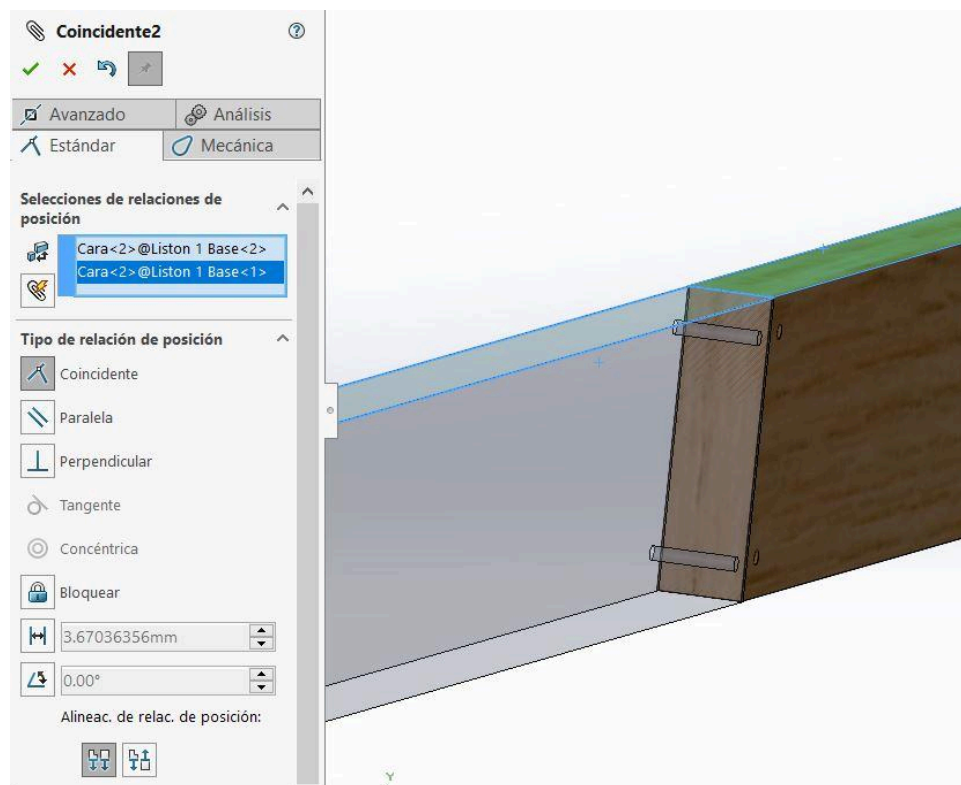 Coincidente2
Avanzado
Análisis
Estándar
Mecánica
Selecciones de relaciones de
posición
Cara<2>@Liston 1 Base<2>
Cara<2>@Liston 1 Base<1>
Tipo de relación de posición
Coincidente
Paralela
Perpendicular
Tangente
Concéntrica
Bloquear
3.67036356mm
0.00°
Alineac. de relac. de posición:
Y